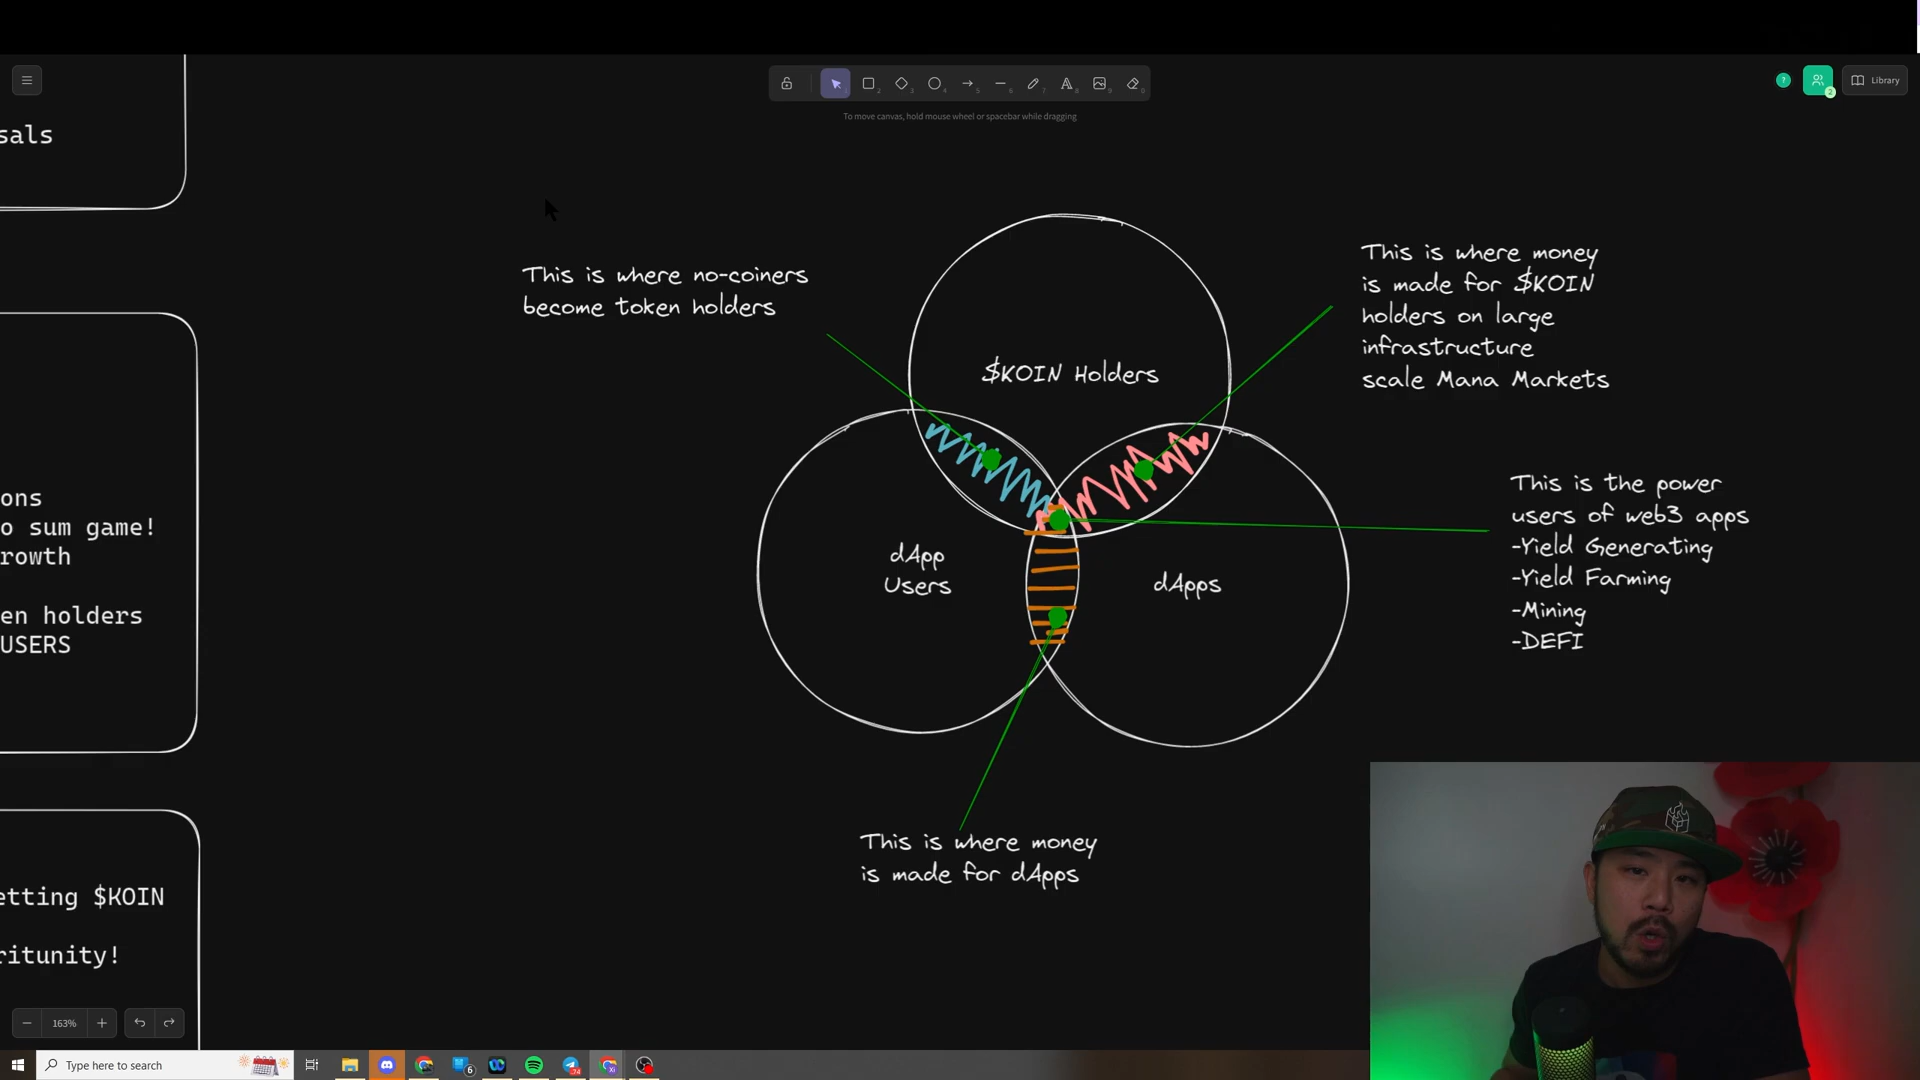 Library
To move canvas, hold mouse wheel or spacebar while dragging
sals
This is where no-coiners
become token holders
This is where money
is made for $KOIN
holders on large
infrastructure
scale Mana Markets
$KOIN Holders
This is the power
users of web3 apps
-Yield Generating
-Yield Farming
-Mining
-DEFI
ons
o sum game!
rowth
en holders
USERS
dApp
Users
dApps
This is where money
is made for dApps
etting $KOIN
ritunity!
163%
Type here to search
6
74